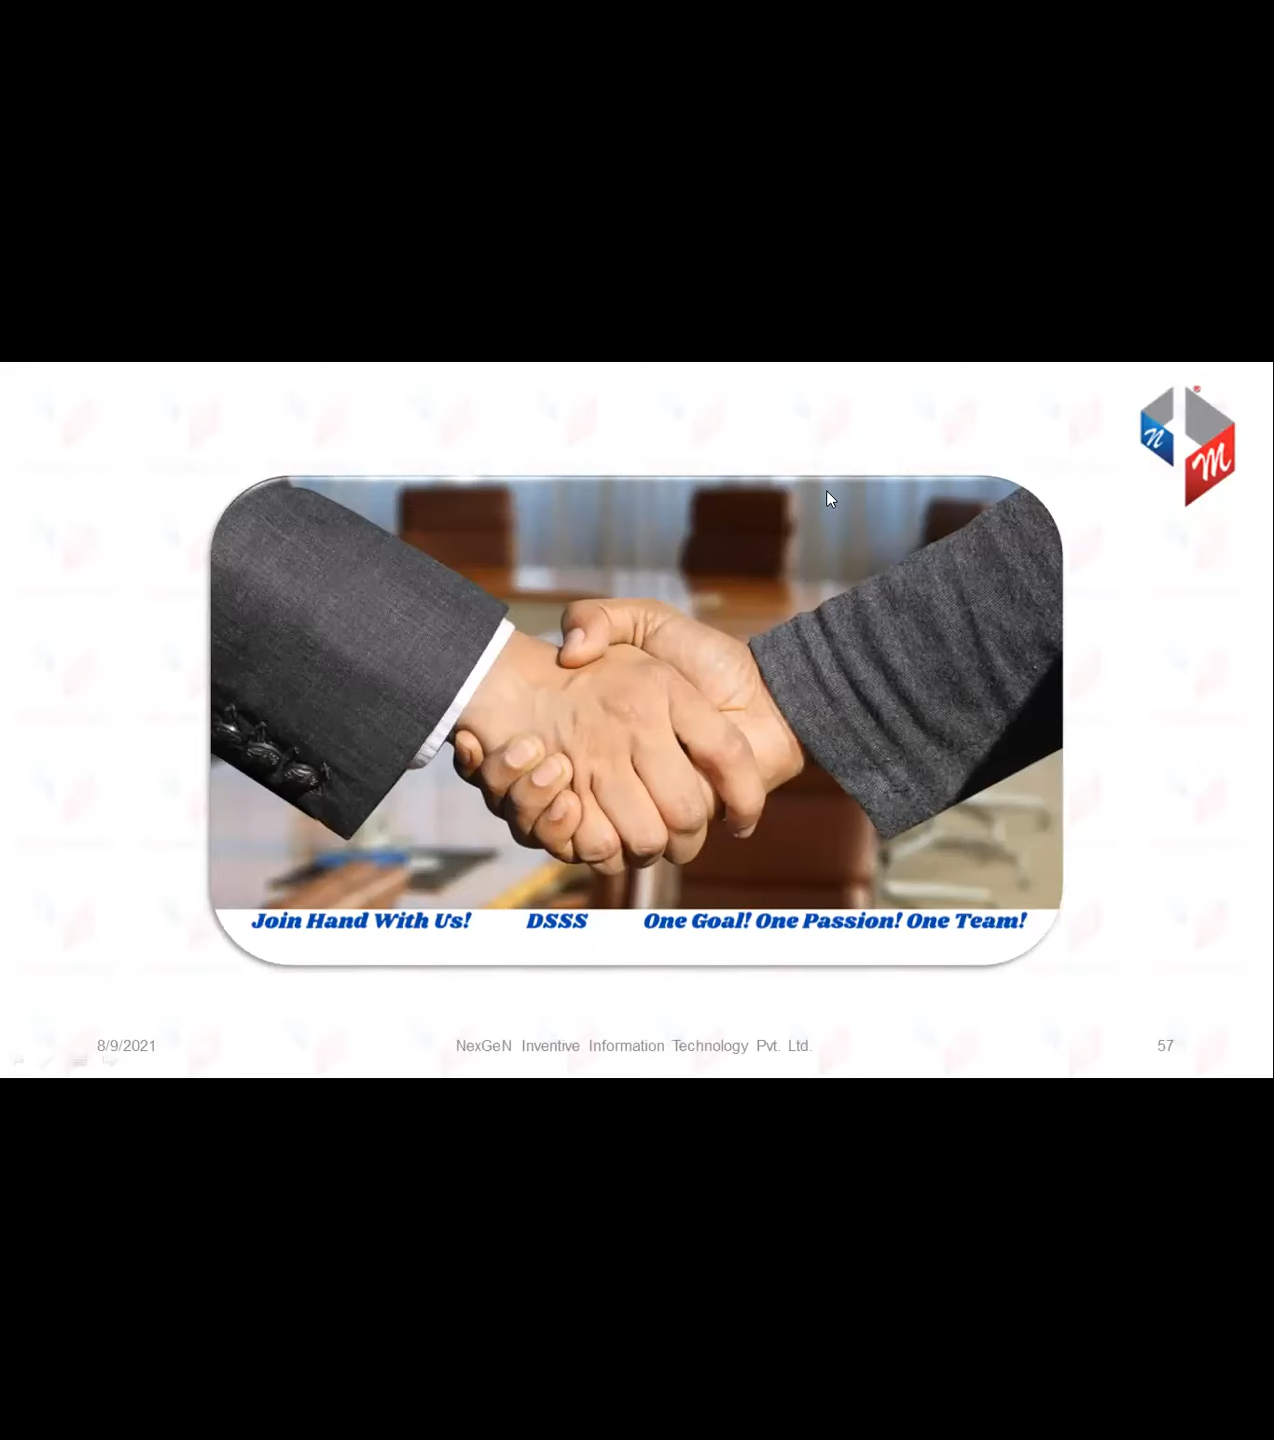 n
m
Join Hand With Us! DSSS One Goal! One Passion! One Team!
8/9/2021 NexGeN Inventive Information Technology Pvt. Ltd. 57